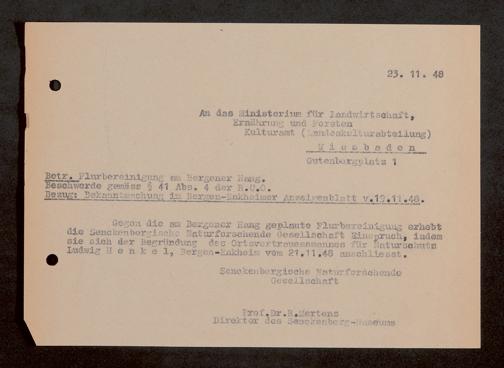 23. 11. 48
An das Ministerium für Landwirtschaft,
Ernährung und Forsten
Kulturamt (Landeskulturabteilung)
W i e s b a d e n
Gutenbergplatz 1
Betr. Flurbereinigung am Bergener Hang.
Beschwerde gemäss § 41 Abs. 4 der R.U.O.
Bezug: Bekanntmachung im Bergen-Enkheimer Anzeigenblatt v.19.11.48.
Gegen die am Bergener Hang geplante Flurbereinigung erhebt
die Senckenbergische Naturforschende Gesellschaft Einspruch, indem
sie sich der Begründung des Ortsvertrauensmannes für Naturschutz
Ludwig H e n k e l, Bergen-Enkheim vom 21.11.48 anschliesst.
Senckenbergische Naturforschende
Gesellschaft
Prof.Dr.R.Mertens
Direktor des Senckenberg-Museums